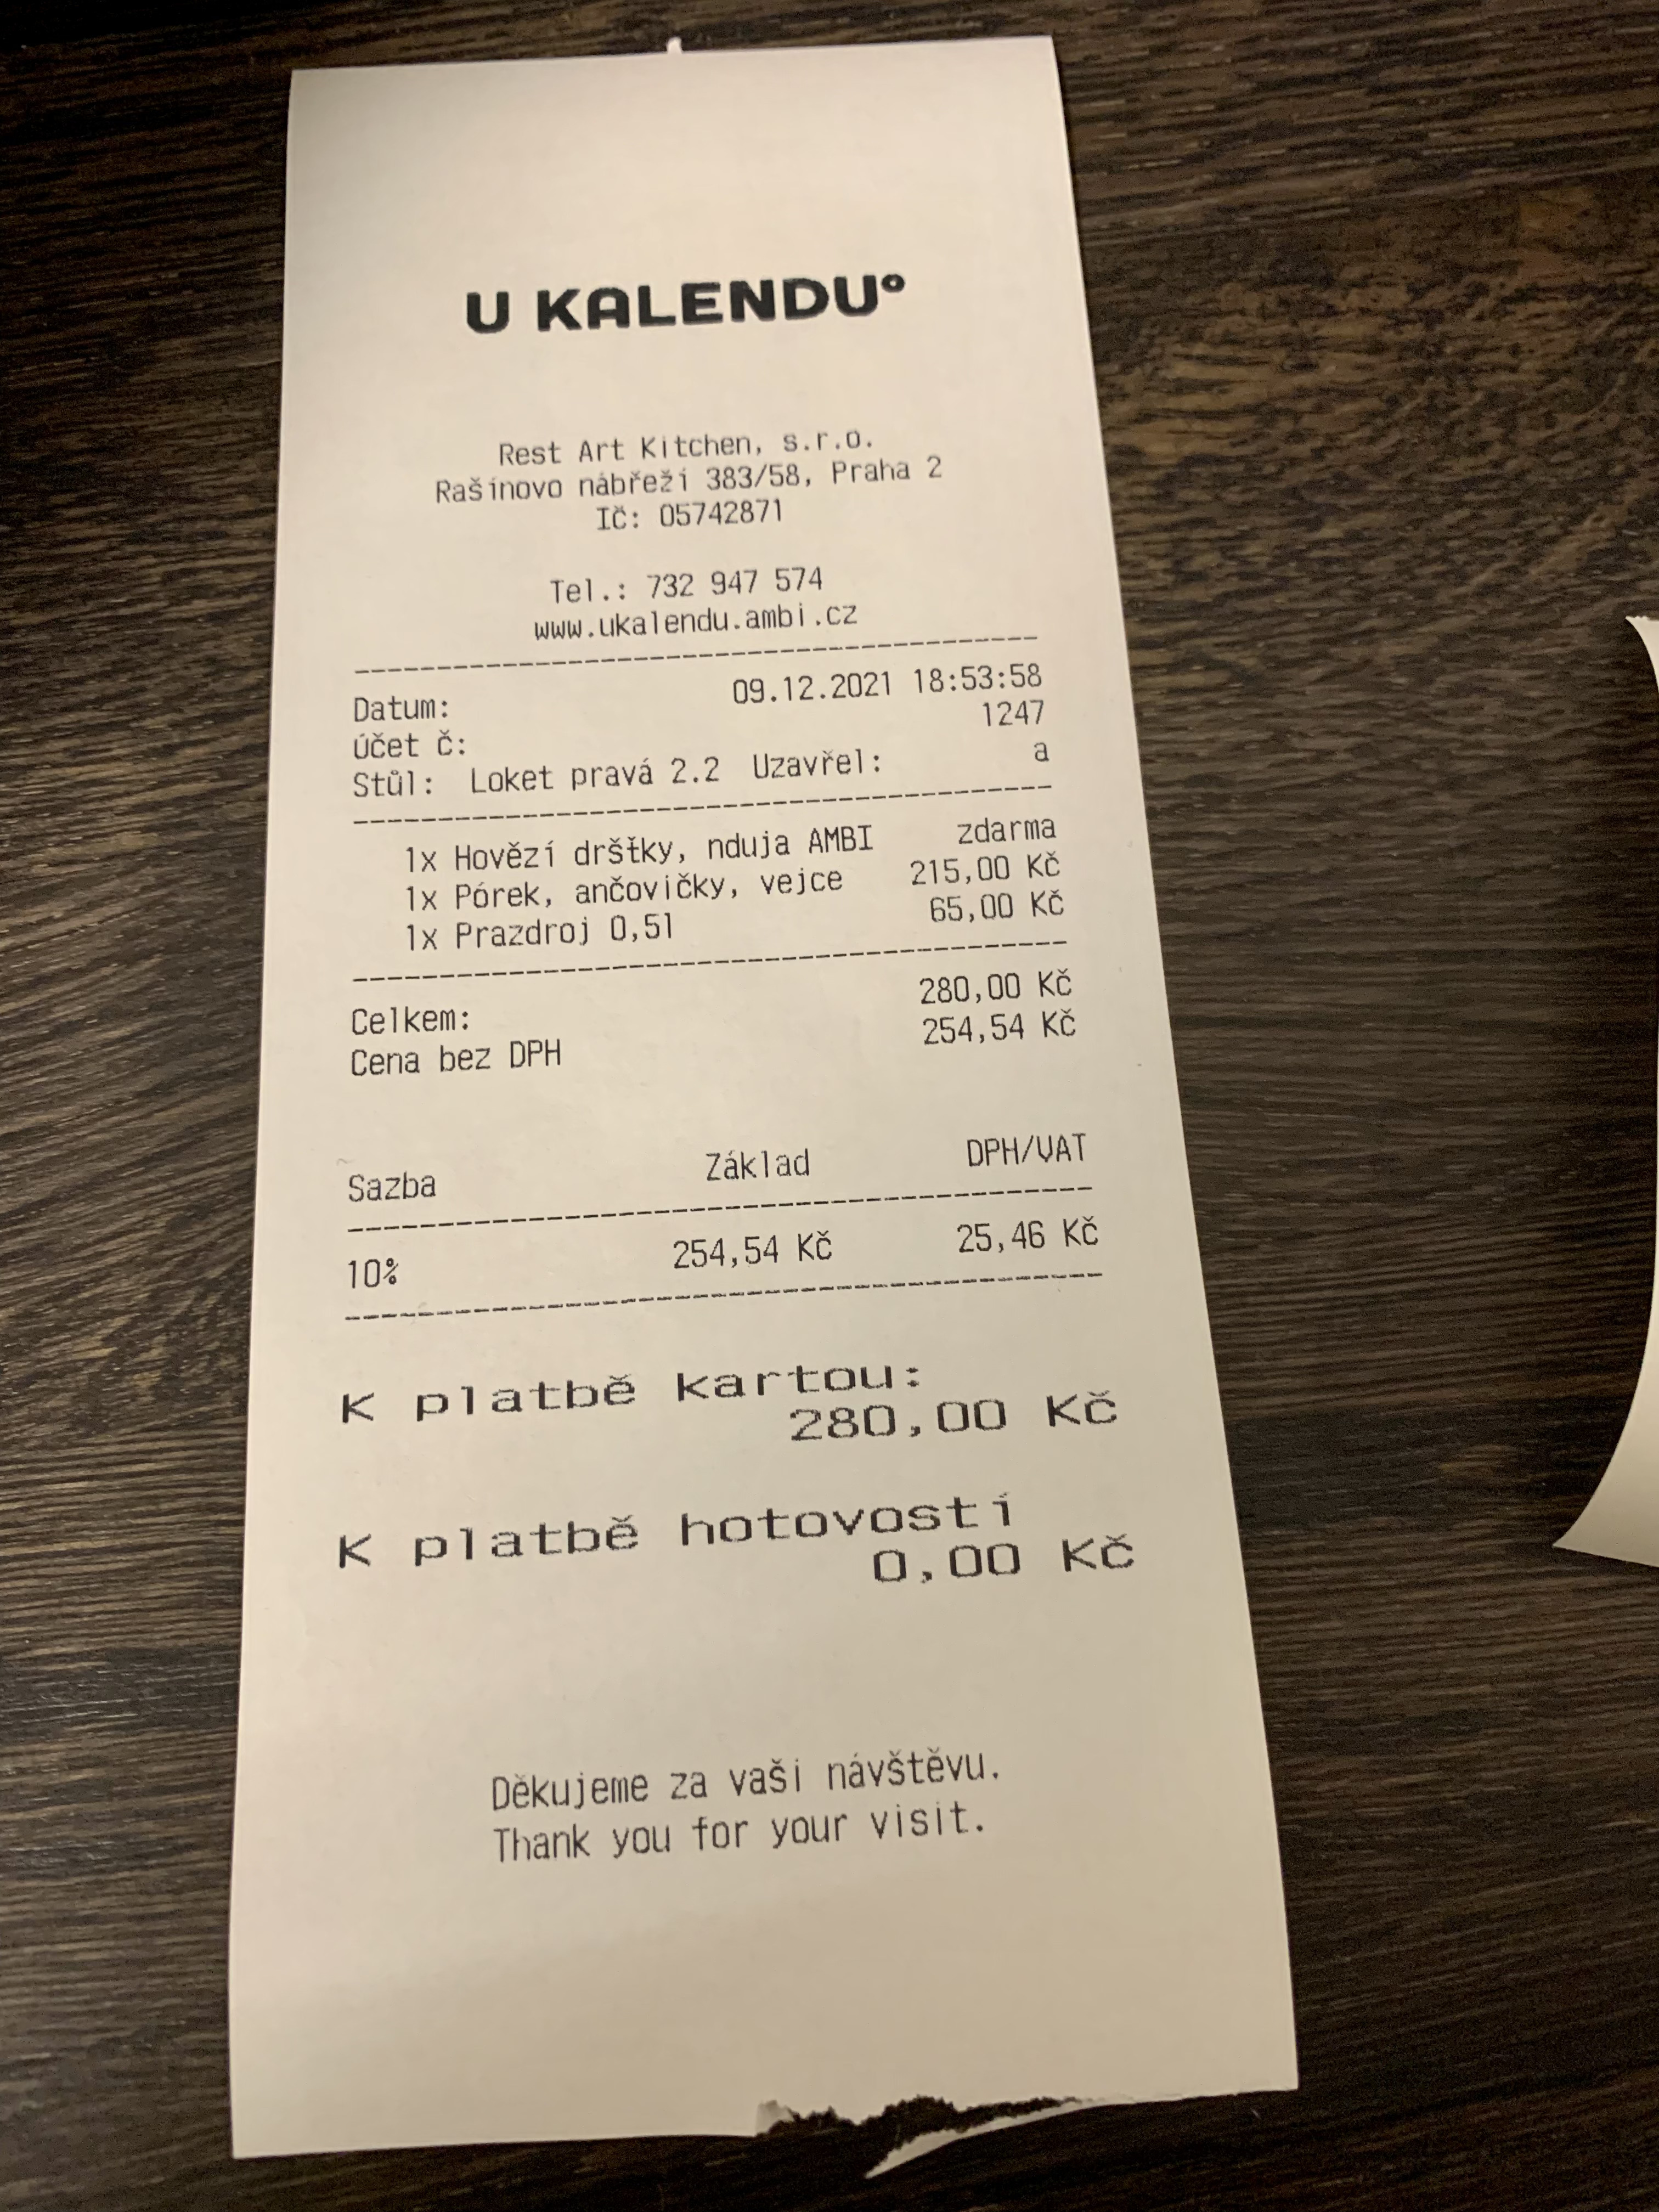 U KALENDU°
Rest Art Kitchen, s.r.o.
Rašínovo nábřeží 383/58, Praha 2
IČ: 05742871
Tel.: 732 947 574
www.ukalendu.ambi.cz
Datum: 09.12.2021 18:53:58
Účet č: 1247
Stůl: Loket pravá 2.2 Uzavřel: a
1x Hovězí dršťky, nduja AMBI zdarma
1x Pórek, ančovičky, vejce 215,00 Kč
1x Prazdroj 0,5l 65,00 Kč
Celkem: 280,00 Kč
Cena bez DPH 254,54 Kč
Sazba Základ DPH/VAT
10% 254,54 Kč 25,46 Kč
K platbě kartou:
280,00 Kč
K platbě hotovostí
0,00 Kč
Děkujeme za vaši návštěvu.
Thank you for your visit.